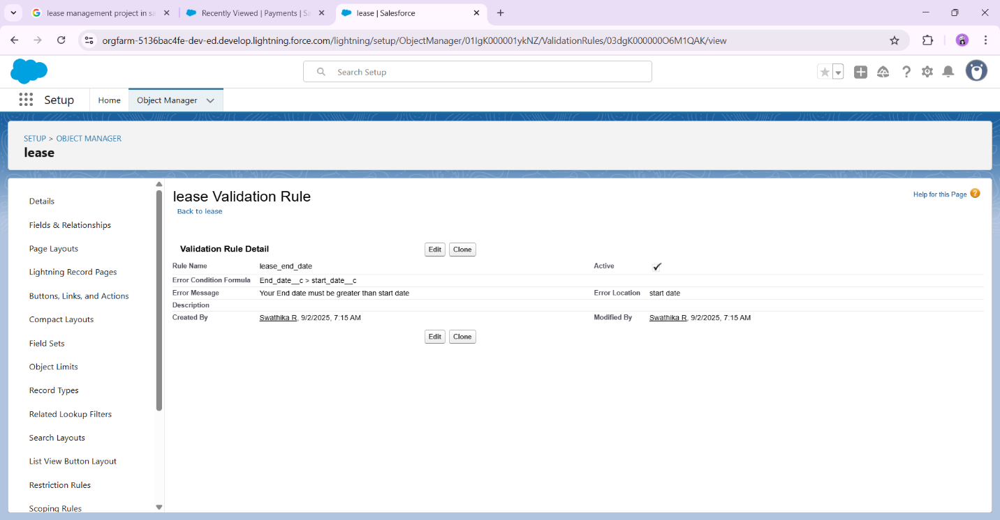 lease management project in sa
Recently Viewed | Payments | Sa
lease | Salesforce
orgfarm-5136bac4fe-dev-ed.develop.lightning.force.com/lightning/setup/ObjectManager/01IgK000001ykNZ/ValidationRules/03dgK000000O6M1QAK/view
Search Setup
Setup
Home
Object Manager
SETUP > OBJECT MANAGER
lease
Details
Fields & Relationships
Page Layouts
Lightning Record Pages
Buttons, Links, and Actions
Compact Layouts
Field Sets
Object Limits
Record Types
Related Lookup Filters
Search Layouts
List View Button Layout
Restriction Rules
Scoping Rules
lease Validation Rule
Back to lease
Help for this Page ?
Validation Rule Detail
Edit Clone
Rule Name lease_end_date Active
Error Condition Formula End_date__c > start_date__c
Error Message Your End date must be greater than start date Error Location start date
Description
Created By Swathika R, 9/2/2025, 7:15 AM Modified By Swathika R, 9/2/2025, 7:15 AM
Edit Clone